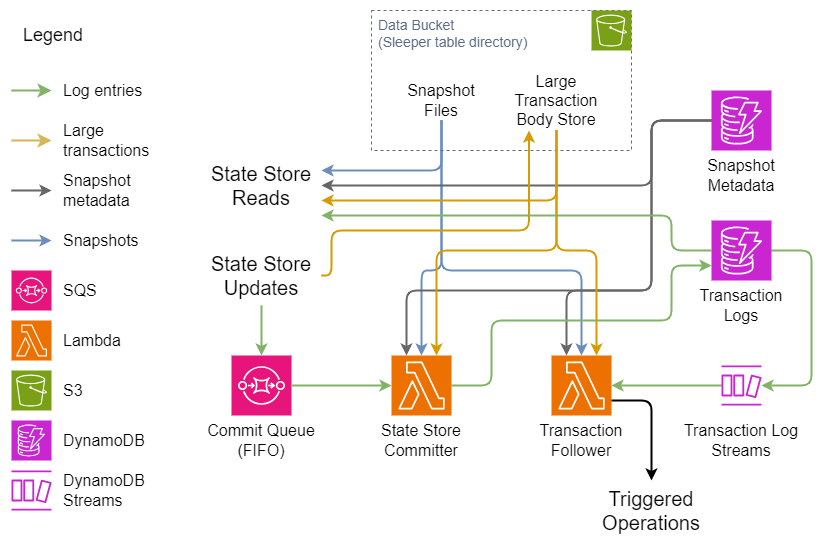 Legend
Log entries
Large
transactions
Snapshot
metadata
Snapshots
SQS
Lambda
S3
DynamoDB
DynamoDB
Streams
Data Bucket
(Sleeper table directory)
Snapshot
Files
Large
Transaction
Body Store
State Store
Reads
State Store
Updates
Snapshot
Metadata
Transaction
Logs
Commit Queue
(FIFO)
State Store
Committer
Transaction
Follower
Transaction Log
Streams
Triggered
Operations